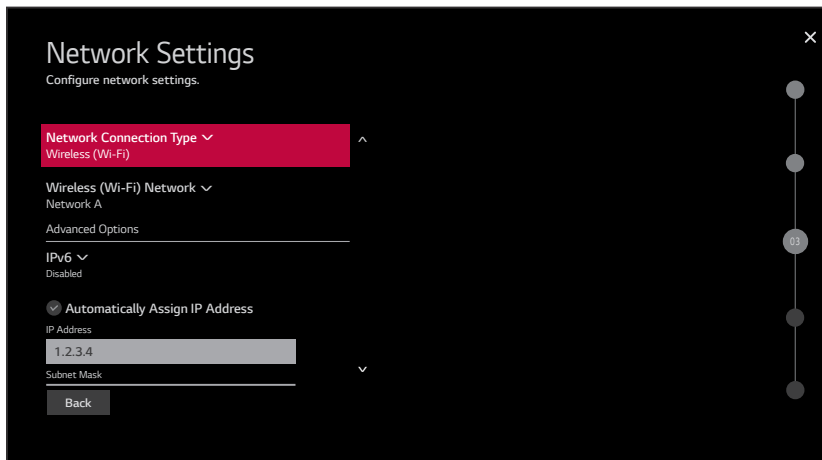 Network Settings
Configure network settings.
Network Connection Type
Wireless (Wi-Fi)
Wireless (Wi-Fi) Network
Network A
Advanced Options
IPv6
Disabled
Automatically Assign IP Address
IP Address
1.2.3.4
Subnet Mask
Back
03